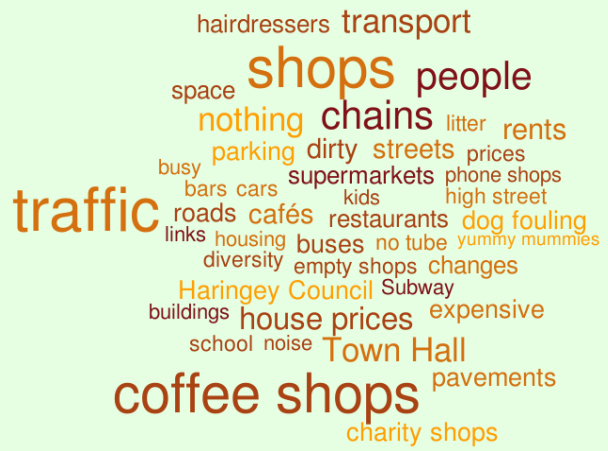 hairdressers transport
shops people
space
nothing chains litter rents
parking dirty streets prices
busy supermarkets phone shops
bars cars kids high street
traffic roads cafés restaurants dog fouling
links housing buses no tube yummy mummies
diversity empty shops changes
Haringey Council Subway
buildings house prices expensive
school noise Town Hall
coffee shops pavements
charity shops